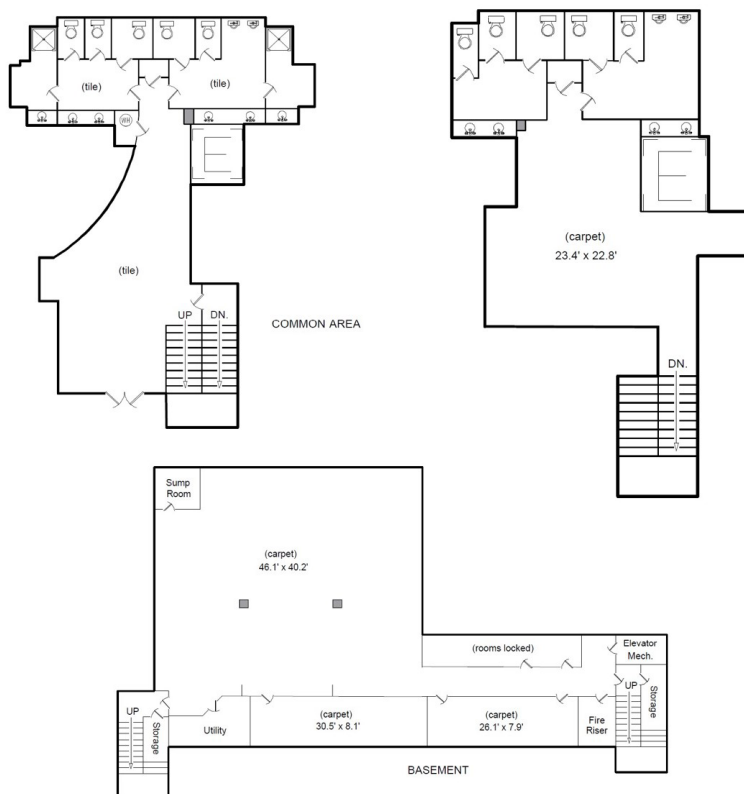 (tile)
(tile)
WH
E
(tile)
UP
DN.
COMMON AREA
E
(carpet)
23.4' x 22.8'
DN.
Sump
Room
(carpet)
46.1' x 40.2'
(rooms locked)
Elevator
Mech.
UP
Storage
Utility
(carpet)
30.5' x 8.1'
(carpet)
26.1' x 7.9'
Fire
Riser
UP
Storage
BASEMENT